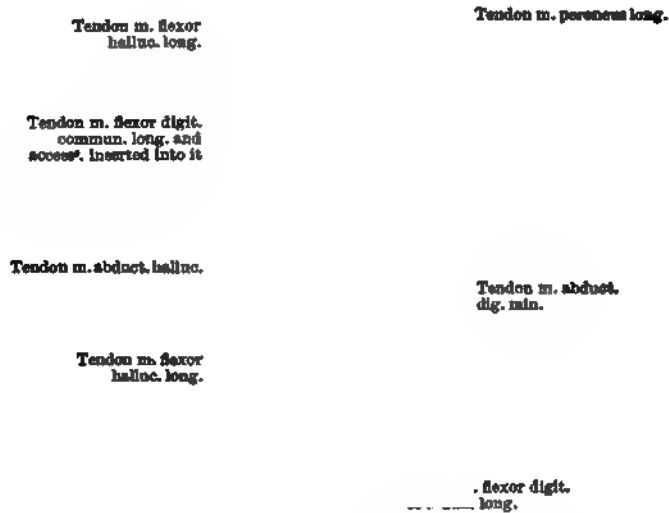 Tendon m. flexor
halluc. long.
Tendon m. peroneus long.
Tendon m. flexor digit.
commun. long. and
access. inserted into it
Tendon m. abduct. halluc.
Tendon m. abduct.
dig. min.
Tendon m. flexor
halluc. long.
. flexor digit.
long.